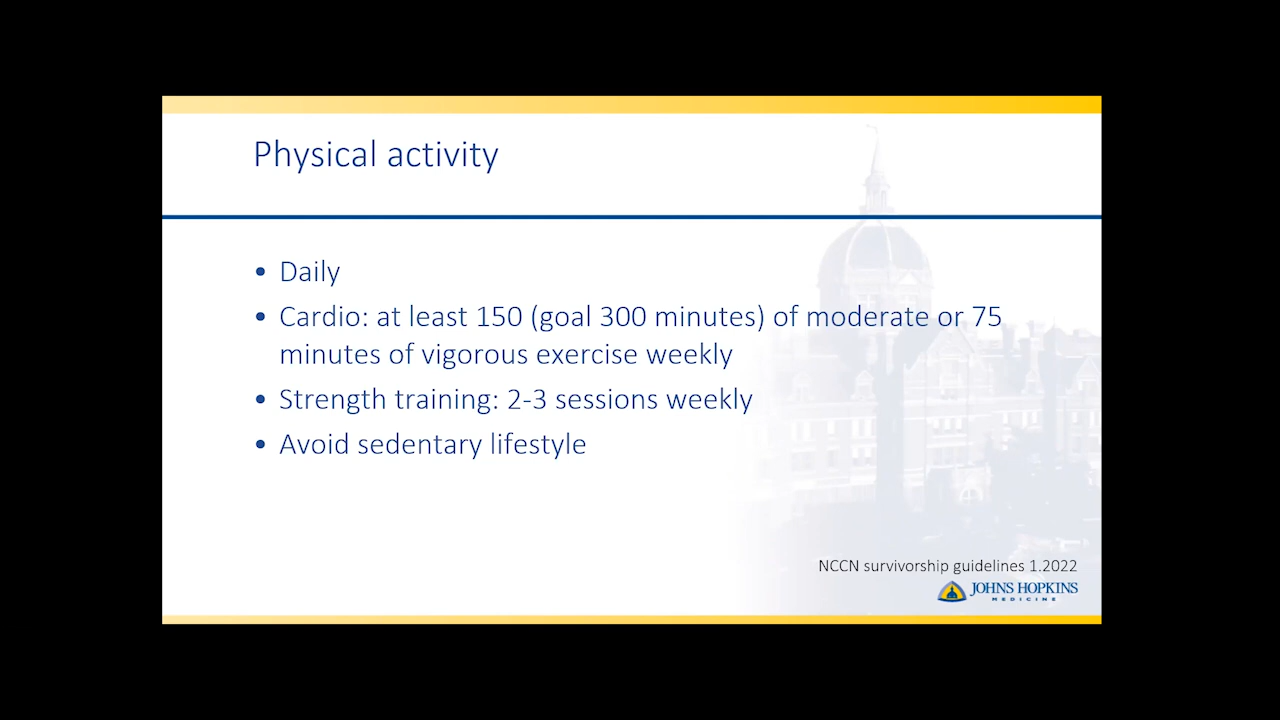 Physical activity
• Daily
• Cardio: at least 150 (goal 300 minutes) of moderate or 75
minutes of vigorous exercise weekly
• Strength training: 2-3 sessions weekly
• Avoid sedentary lifestyle
NCCN survivorship guidelines 1.2022
JOHNS HOPKINS
MEDICINE